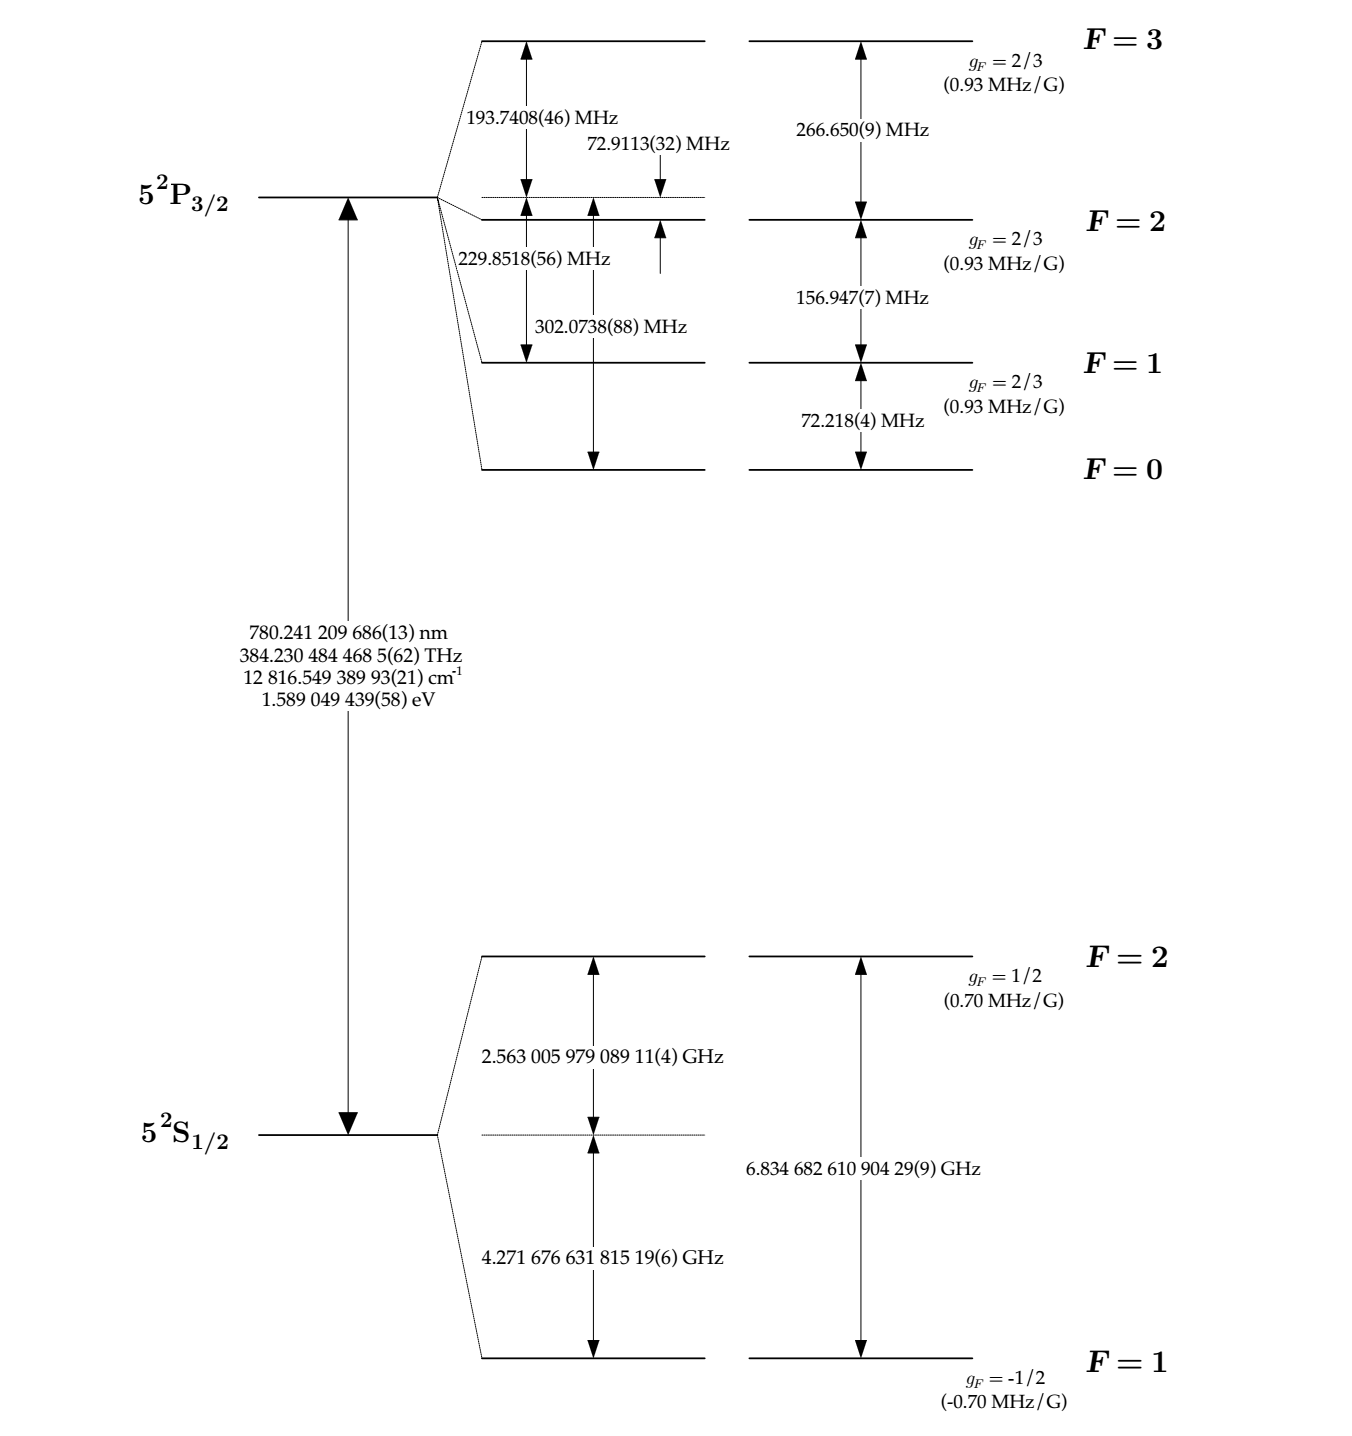 F = 3
g_F = 2/3
(0.93 MHz/G)
193.7408(46) MHz
266.650(9) MHz
72.9113(32) MHz
5 ²P₃/₂
F = 2
g_F = 2/3
(0.93 MHz/G)
229.8518(56) MHz
156.947(7) MHz
302.0738(88) MHz
F = 1
g_F = 2/3
(0.93 MHz/G)
72.218(4) MHz
F = 0
780.241 209 686(13) nm
384.230 484 468 5(62) THz
12 816.549 389 93(21) cm⁻¹
1.589 049 439(58) eV
F = 2
g_F = 1/2
(0.70 MHz/G)
2.563 005 979 089 11(4) GHz
5 ²S₁/₂
6.834 682 610 904 29(9) GHz
4.271 676 631 815 19(6) GHz
F = 1
g_F = -1/2
(-0.70 MHz/G)